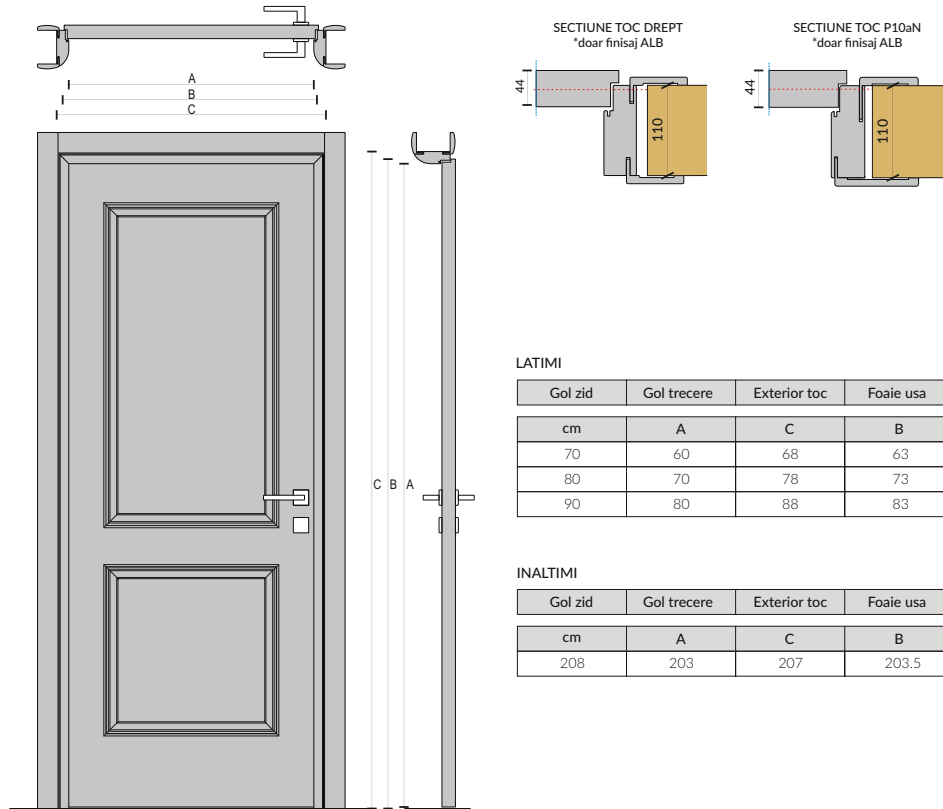 A
B
C
C B A
SECTIUNE TOC DREPT
*doar finisaj ALB
44
110
SECTIUNE TOC P10aN
*doar finisaj ALB
44
110
LATIMI
Gol zid Gol trecere Exterior toc Foaie usa
cm A C B
70 60 68 63
80 70 78 73
90 80 88 83
INALTIMI
Gol zid Gol trecere Exterior toc Foaie usa
cm A C B
208 203 207 203.5